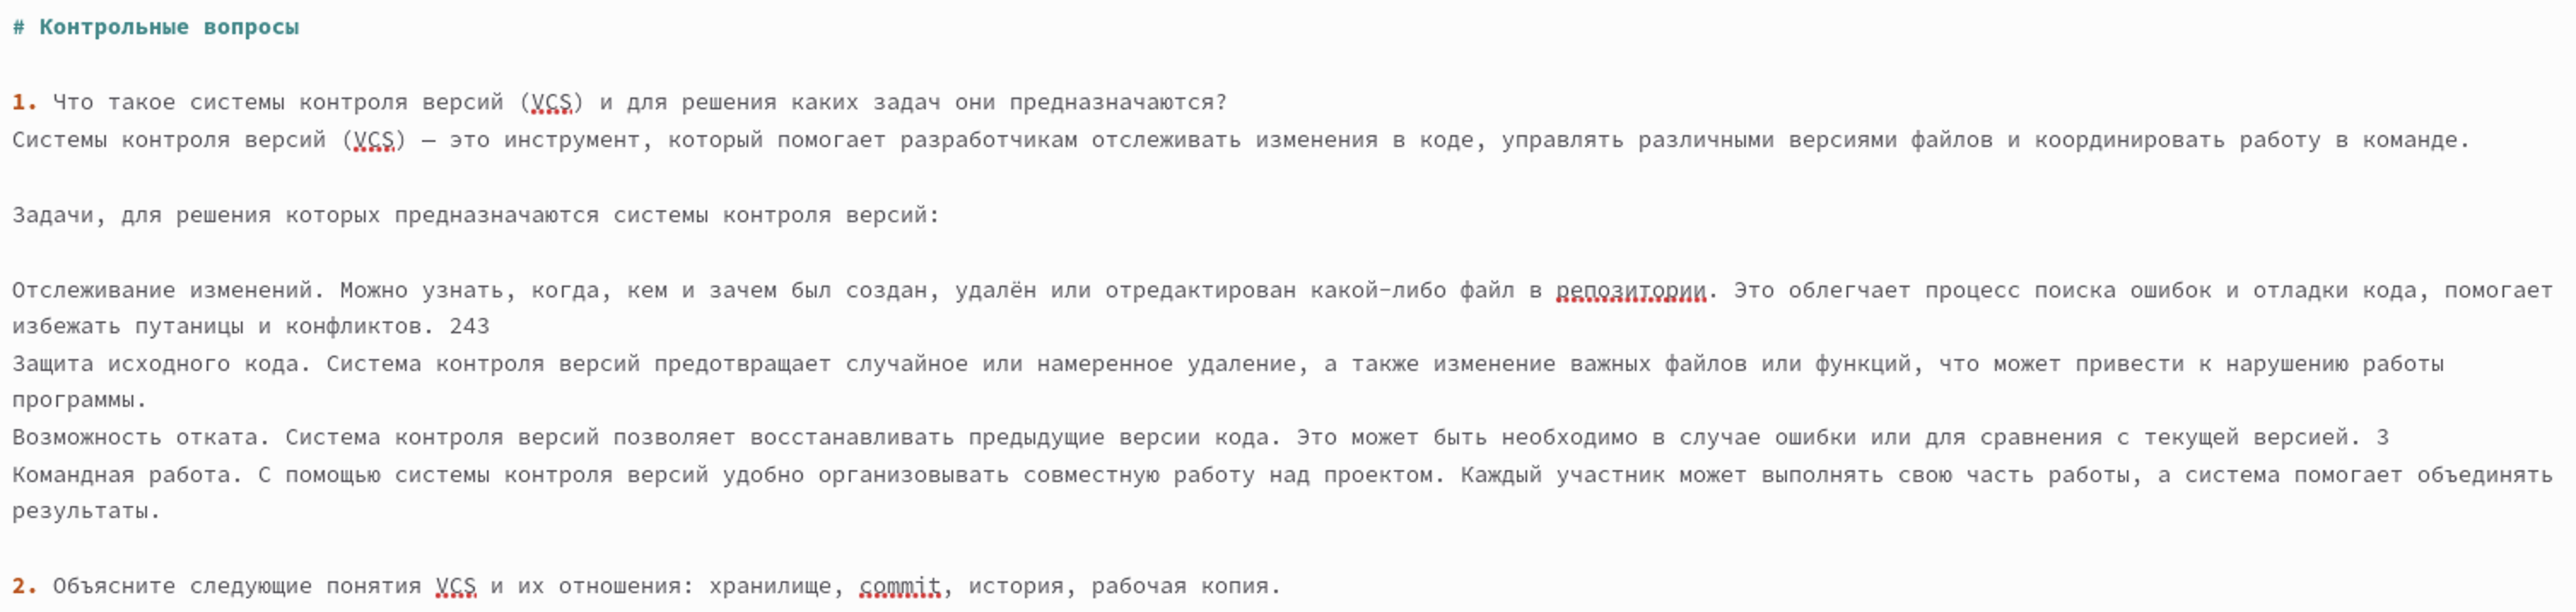 # Контрольные вопросы
1. Что такое системы контроля версий (VCS) и для решения каких задач они предназначаются?
Системы контроля версий (VCS) — это инструмент, который помогает разработчикам отслеживать изменения в коде, управлять различными версиями файлов и координировать работу в команде.
Задачи, для решения которых предназначаются системы контроля версий:
Отслеживание изменений. Можно узнать, когда, кем и зачем был создан, удалён или отредактирован какой-либо файл в репозитории. Это облегчает процесс поиска ошибок и отладки кода, помогает
избежать путаницы и конфликтов. 243
Защита исходного кода. Система контроля версий предотвращает случайное или намеренное удаление, а также изменение важных файлов или функций, что может привести к нарушению работы
программы.
Возможность отката. Система контроля версий позволяет восстанавливать предыдущие версии кода. Это может быть необходимо в случае ошибки или для сравнения с текущей версией. 3
Командная работа. С помощью системы контроля версий удобно организовывать совместную работу над проектом. Каждый участник может выполнять свою часть работы, а система помогает объединять
результаты.
2. Объясните следующие понятия VCS и их отношения: хранилище, commit, история, рабочая копия.